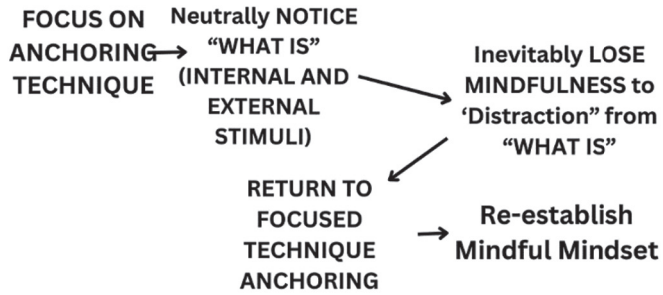 FOCUS ON
ANCHORING
TECHNIQUE
Neutrally NOTICE
“WHAT IS”
(INTERNAL AND
EXTERNAL
STIMULI)
Inevitably LOSE
MINDFULNESS to
‘Distraction” from
“WHAT IS”
RETURN TO
FOCUSED
TECHNIQUE
ANCHORING
Re-establish
Mindful Mindset